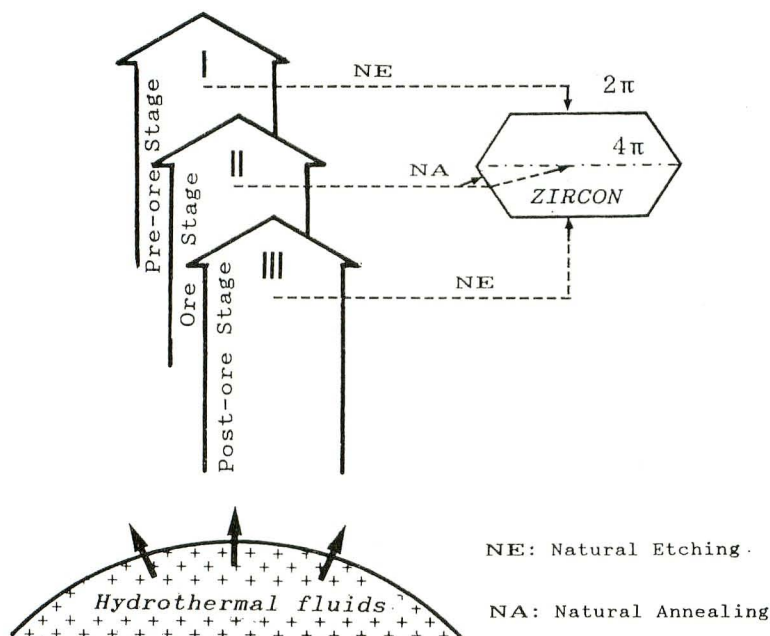 I
NE
2π
Pre-ore Stage
II
4π
NA
ZIRCON
Ore Stage
III
NE
Post-ore Stage
NE: Natural Etching
Hydrothermal fluids
NA: Natural Annealing